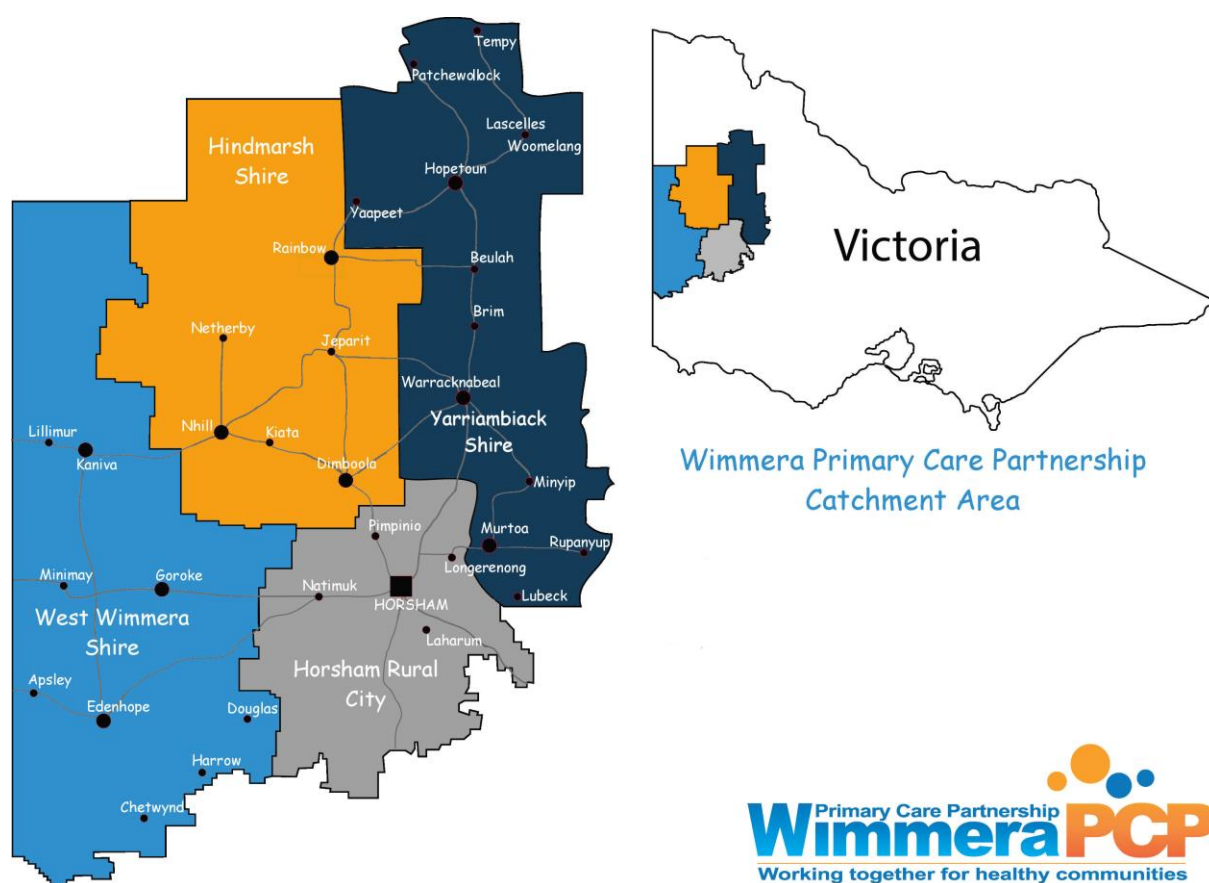 Tempy
Patchewollock
Lascelles
Woomelang
Hindmarsh
Shire
Hopetoun
Yaapeet
Rainbow
Beulah
Netherby
Brim
Jeparit
Warracknabeal
Yarriambiack
Shire
Lillimur
Kaniva
Nhill
Kiata
Dimboola
Minyip
Pimpinio
Murtoa
Rupanyup
Longerenong
Minimay
Goroke
Natimuk
HORSHAM
Lubeck
West Wimmera
Shire
Laharum
Horsham Rural
City
Apsley
Edenhope
Douglas
Harrow
Chetwynd
Victoria
Wimmera Primary Care Partnership
Catchment Area
Primary Care Partnership
Wimmera PCP
Working together for healthy communities